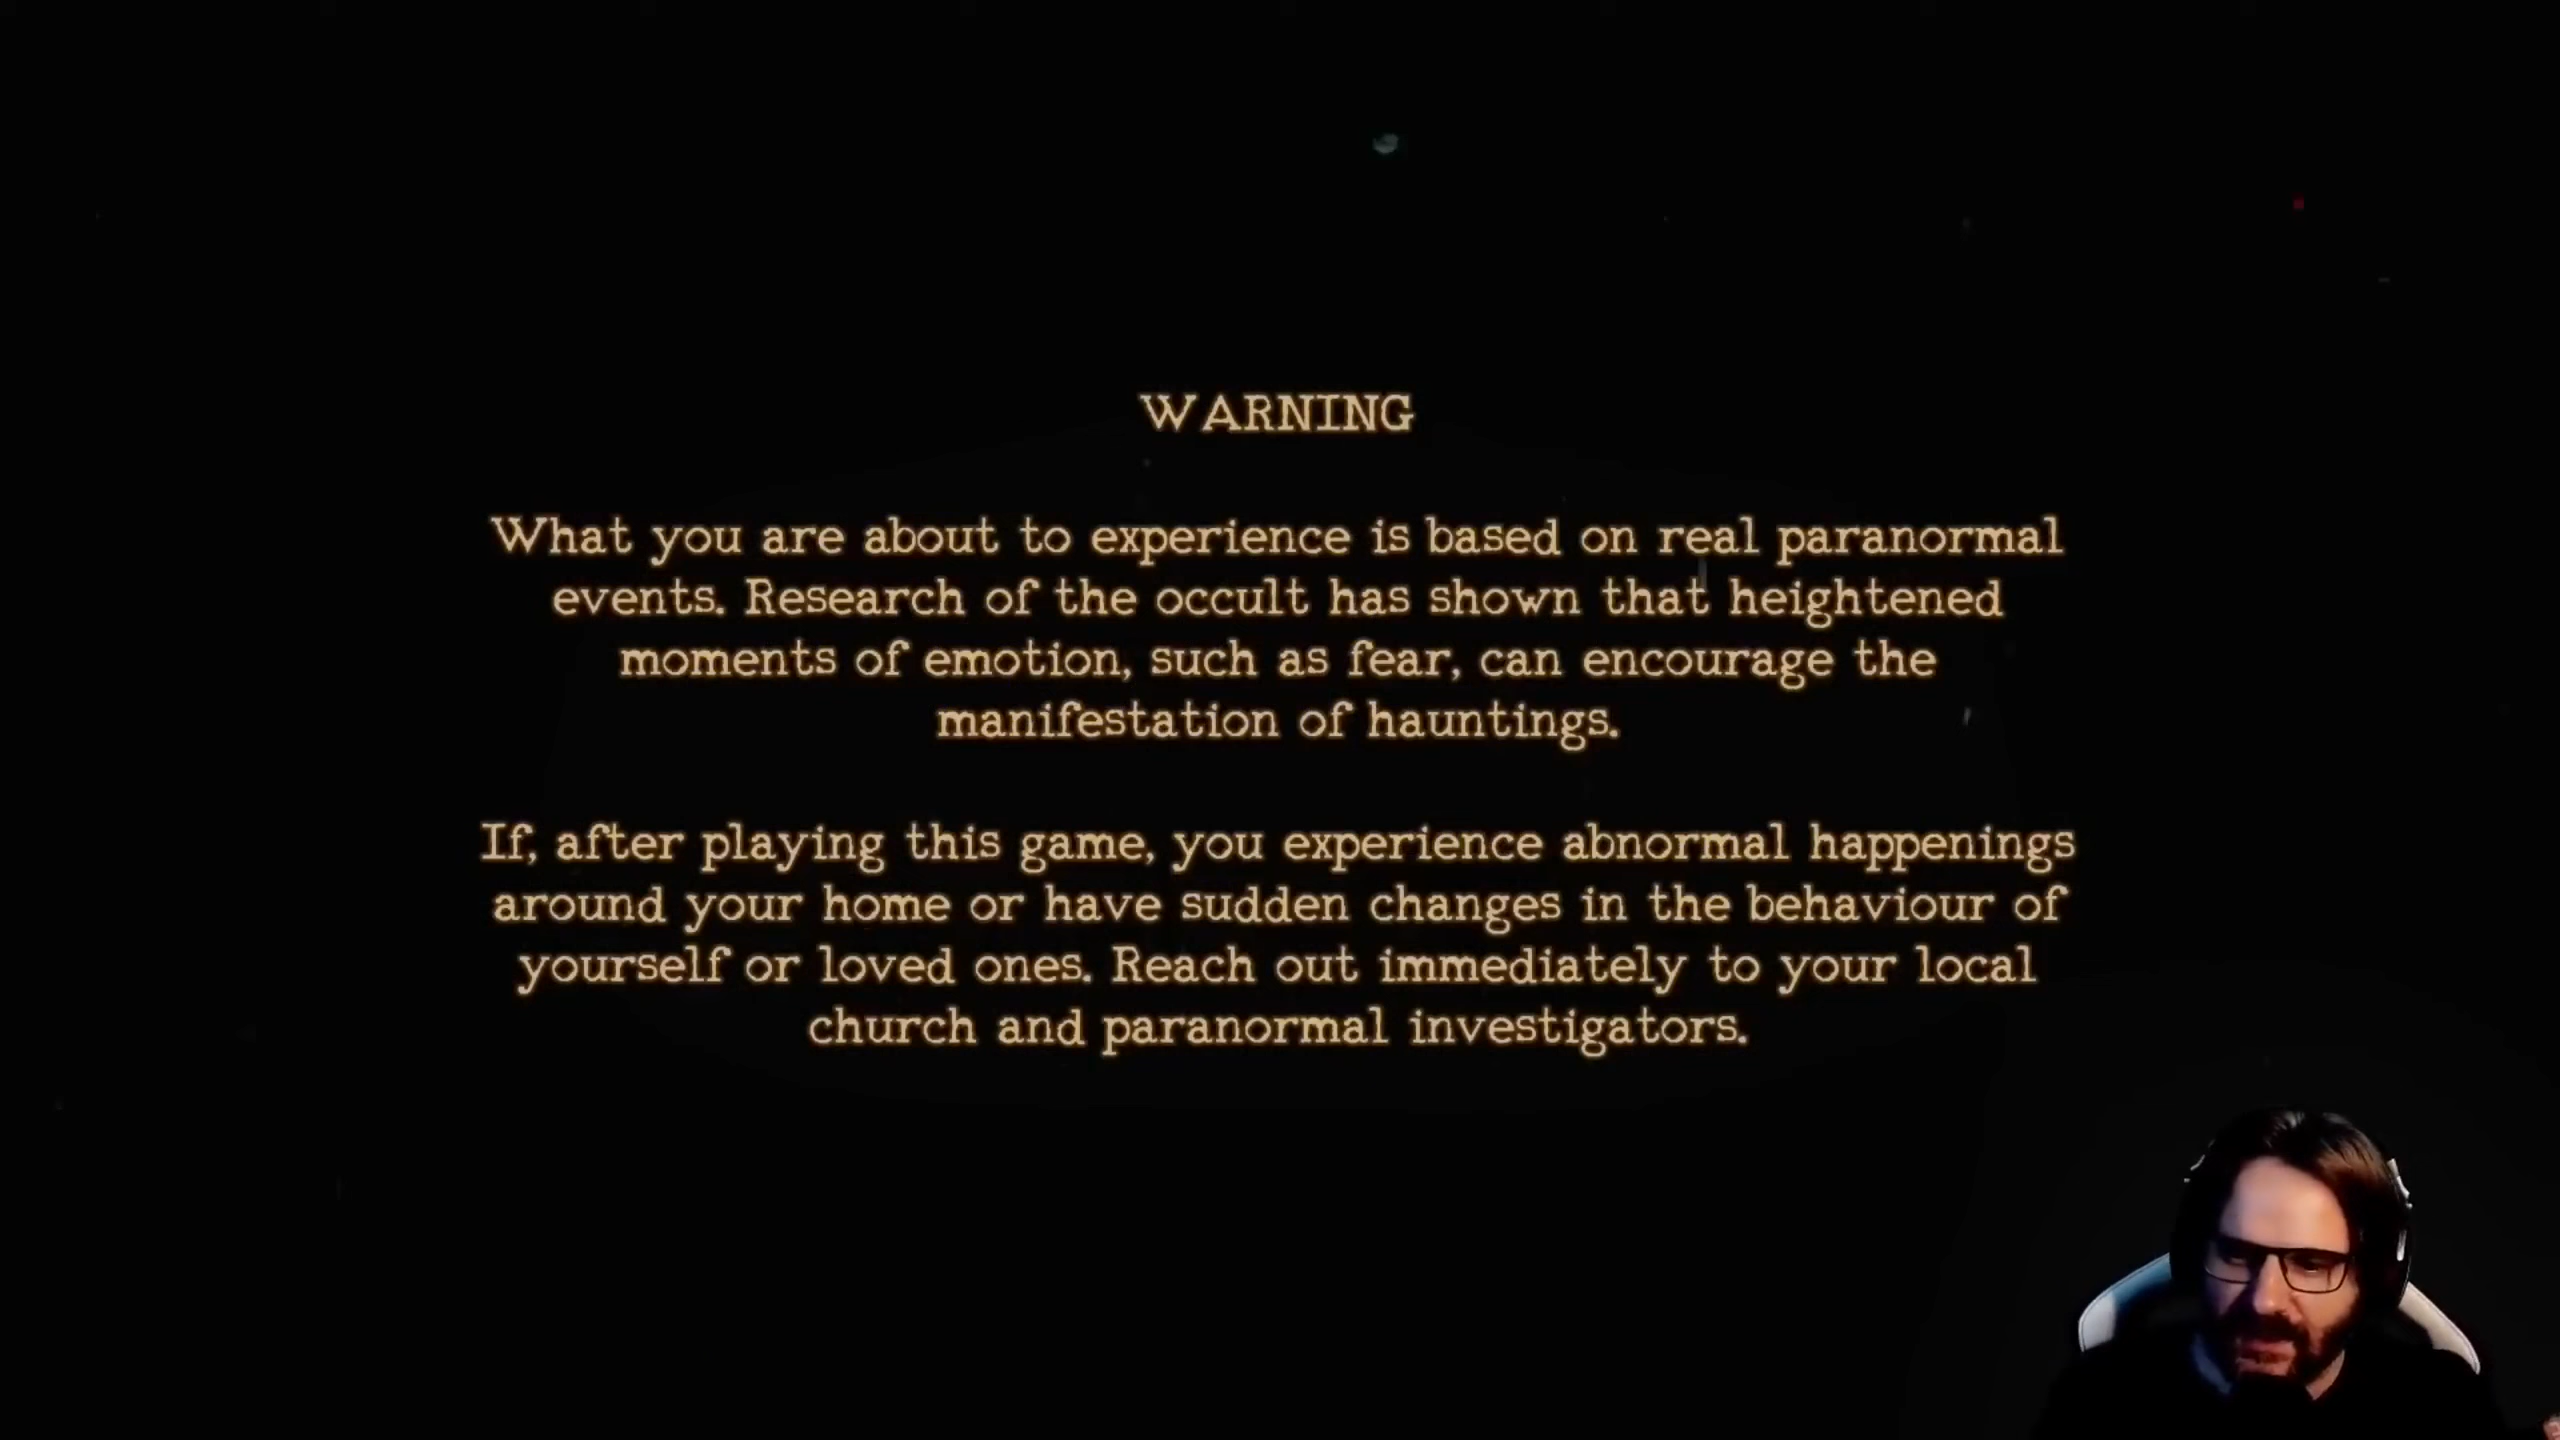 WARNING
What you are about to experience is based on real paranormal
events. Research of the occult has shown that heightened
moments of emotion, such as fear, can encourage the
manifestation of hauntings.
If, after playing this game, you experience abnormal happenings
around your home or have sudden changes in the behaviour of
yourself or loved ones. Reach out immediately to your local
church and paranormal investigators.